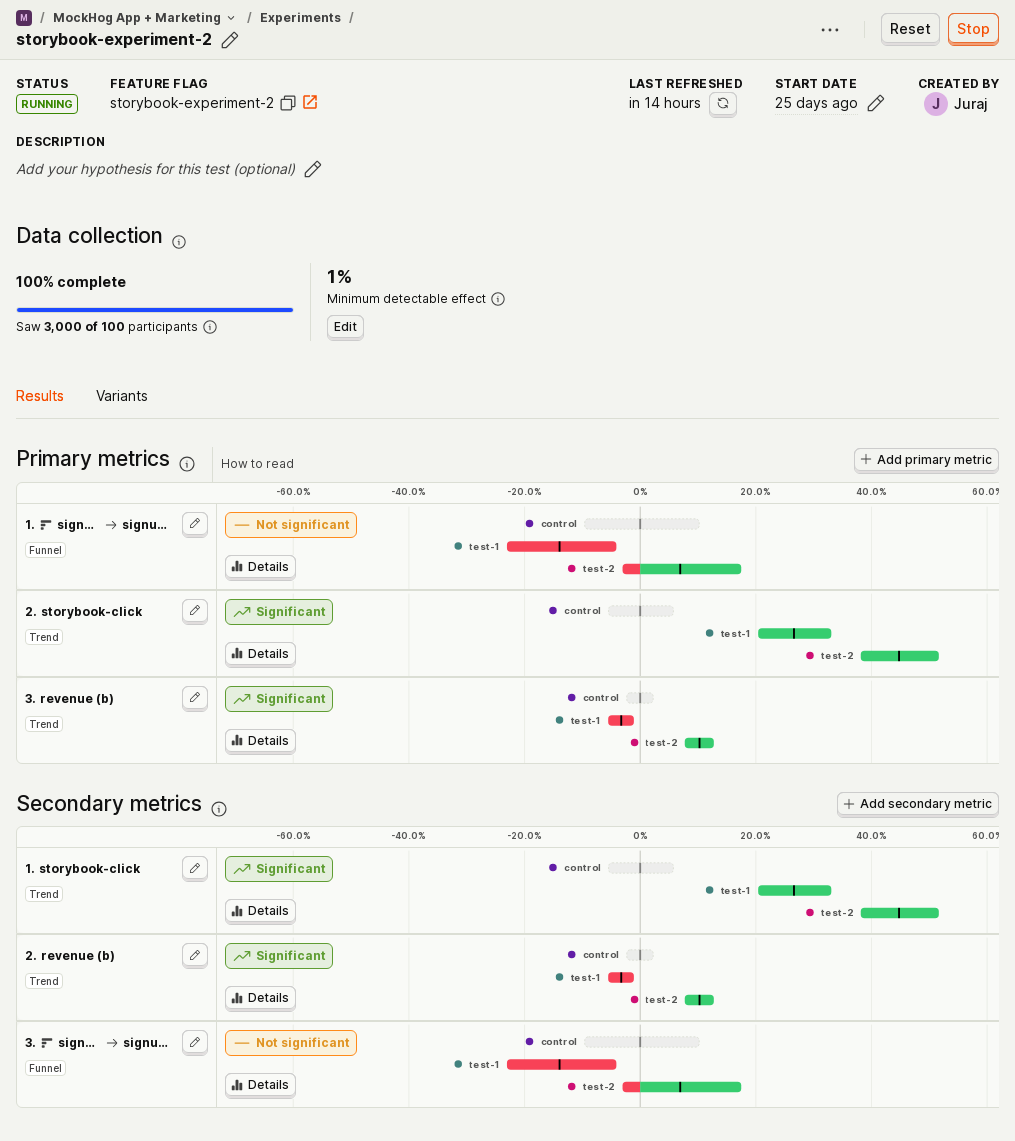 M / MockHog App + Marketing / Experiments /
storybook-experiment-2
Reset
Stop
STATUS
FEATURE FLAG
LAST REFRESHED
START DATE
CREATED BY
RUNNING
storybook-experiment-2
in 14 hours
25 days ago
J Juraj
DESCRIPTION
Add your hypothesis for this test (optional)
Data collection
100% complete
1%
Minimum detectable effect
Saw 3,000 of 100 participants
Edit
Results
Variants
Primary metrics
How to read
+ Add primary metric
-60.0% -40.0% -20.0% 0% 20.0% 40.0% 60.0%
1. sign... → signu...
Funnel
Not significant
Details
control
test-1
test-2
2. storybook-click
Trend
Significant
Details
control
test-1
test-2
3. revenue (b)
Trend
Significant
Details
control
test-1
test-2
Secondary metrics
+ Add secondary metric
-60.0% -40.0% -20.0% 0% 20.0% 40.0% 60.0%
1. storybook-click
Trend
Significant
Details
control
test-1
test-2
2. revenue (b)
Trend
Significant
Details
control
test-1
test-2
3. sign... → signu...
Funnel
Not significant
Details
control
test-1
test-2